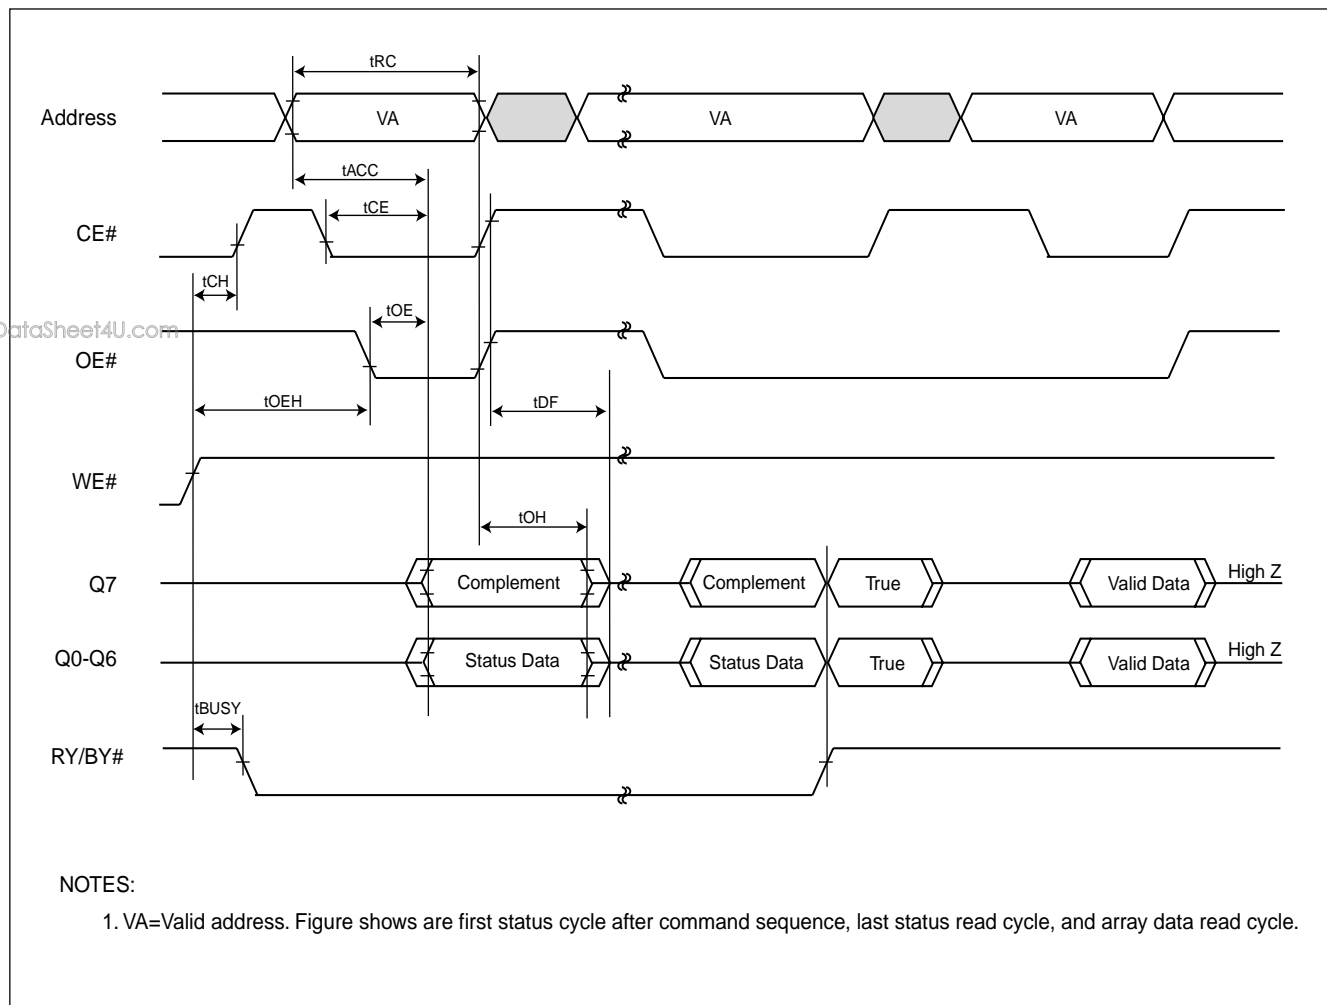 tRC
Address
VA
VA
VA
tACC
tCE
CE#
tCH
tOE
DataSheet4U.com
OE#
tOEH
tDF
WE#
tOH
Q7
Complement
Complement
True
Valid Data
High Z
Q0-Q6
Status Data
Status Data
True
Valid Data
High Z
tBUSY
RY/BY#
NOTES:
1. VA=Valid address. Figure shows are first status cycle after command sequence, last status read cycle, and array data read cycle.